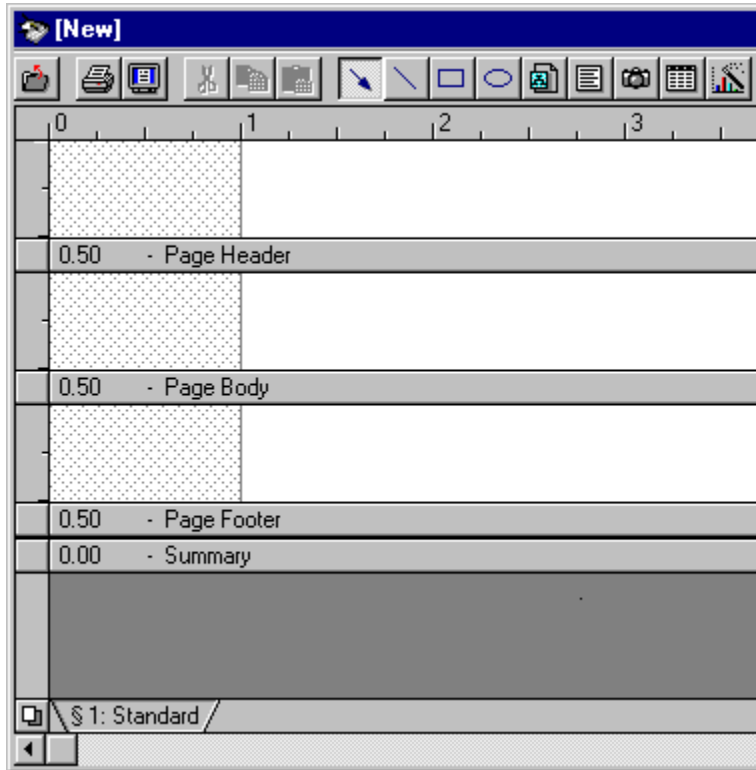 [New]
0 1 2 3
0.50 - Page Header
0.50 - Page Body
0.50 - Page Footer
0.00 - Summary
§ 1: Standard